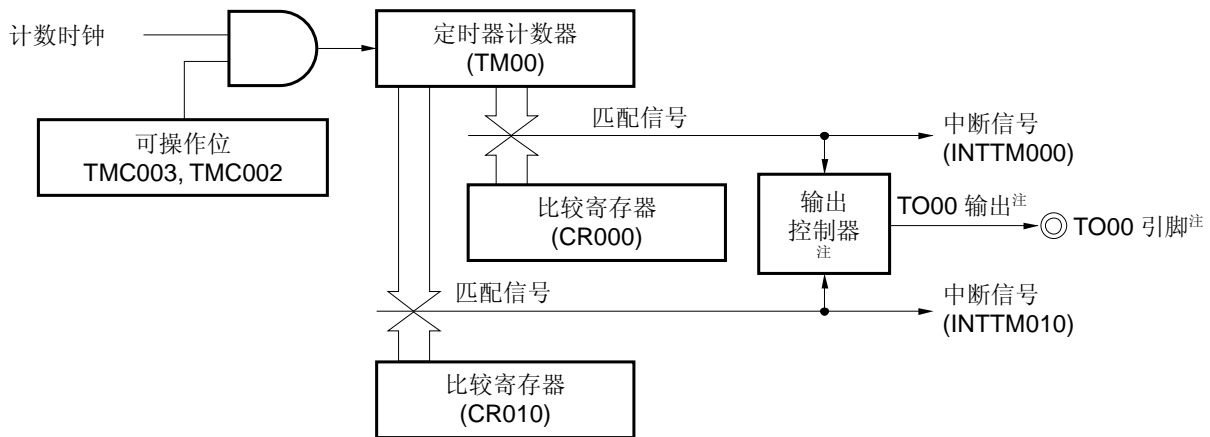 计数时钟
定时器计数器
(TM00)
可操作位
TMC003, TMC002
匹配信号
中断信号
(INTTM000)
比较寄存器
(CR000)
输出
控制器
注
TO00 输出注
TO00 引脚注
匹配信号
中断信号
(INTTM010)
比较寄存器
(CR010)